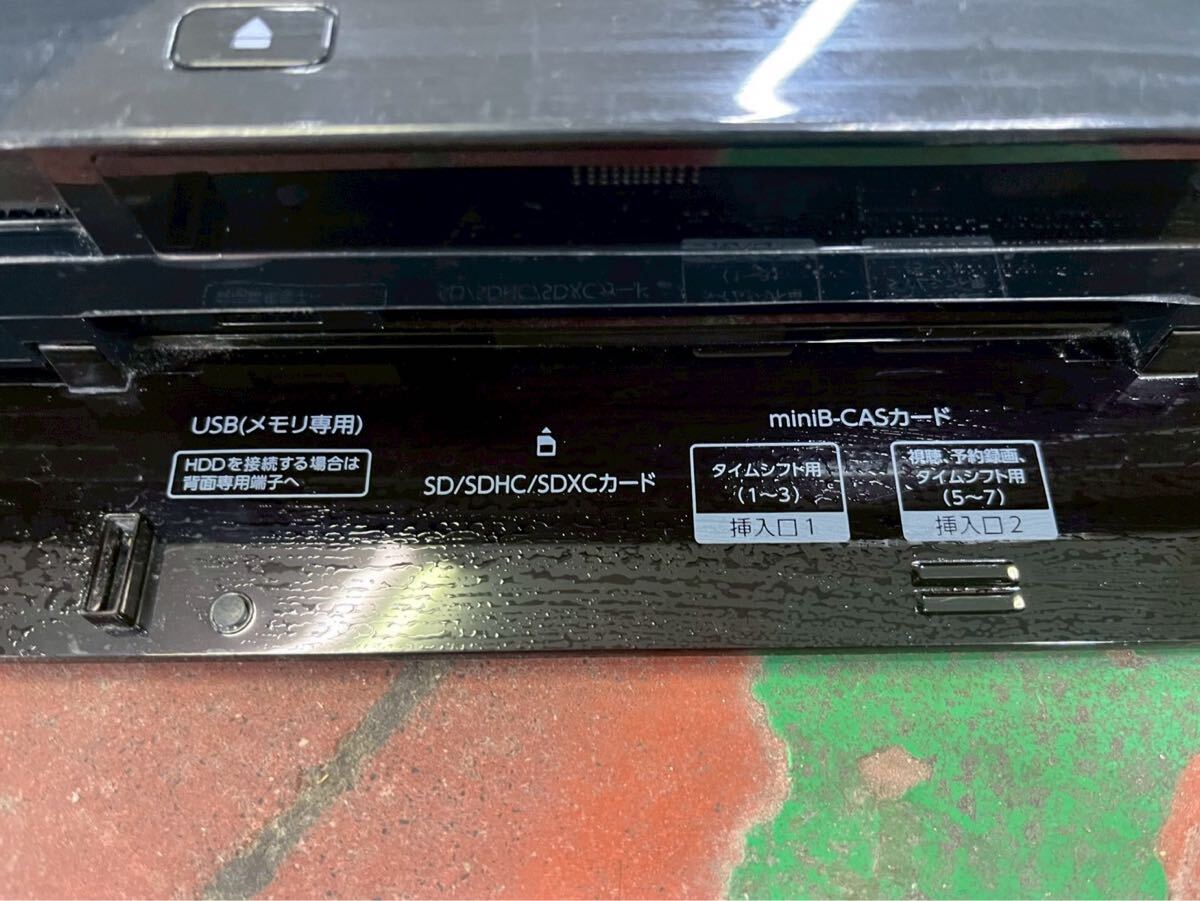 USB(メモリ専用)
HDDを接続する場合は
背面専用端子へ
SD/SDHC/SDXCカード
miniB-CASカード
タイムシフト用
(1~3)
挿入口1
視聴、予約録画、
タイムシフト用
(5~7)
挿入口2